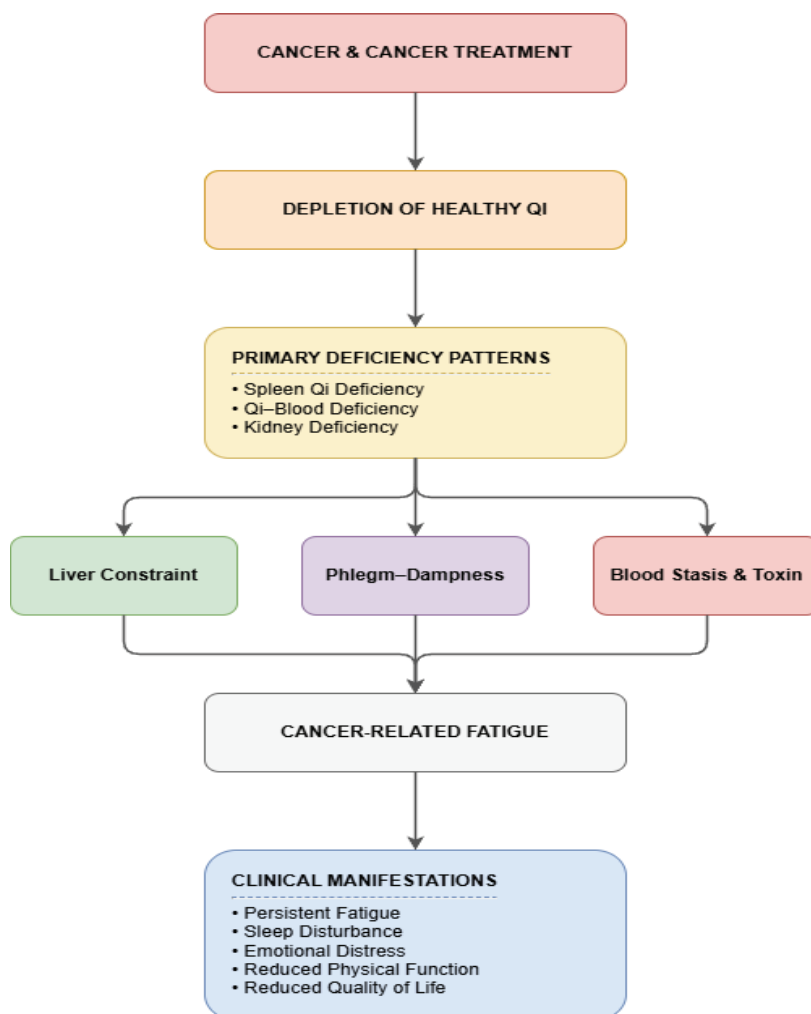 CANCER & CANCER TREATMENT
DEPLETION OF HEALTHY QI
PRIMARY DEFICIENCY PATTERNS
• Spleen Qi Deficiency
• Qi–Blood Deficiency
• Kidney Deficiency
Liver Constraint
Phlegm–Dampness
Blood Stasis & Toxin
CANCER-RELATED FATIGUE
CLINICAL MANIFESTATIONS
• Persistent Fatigue
• Sleep Disturbance
• Emotional Distress
• Reduced Physical Function
• Reduced Quality of Life